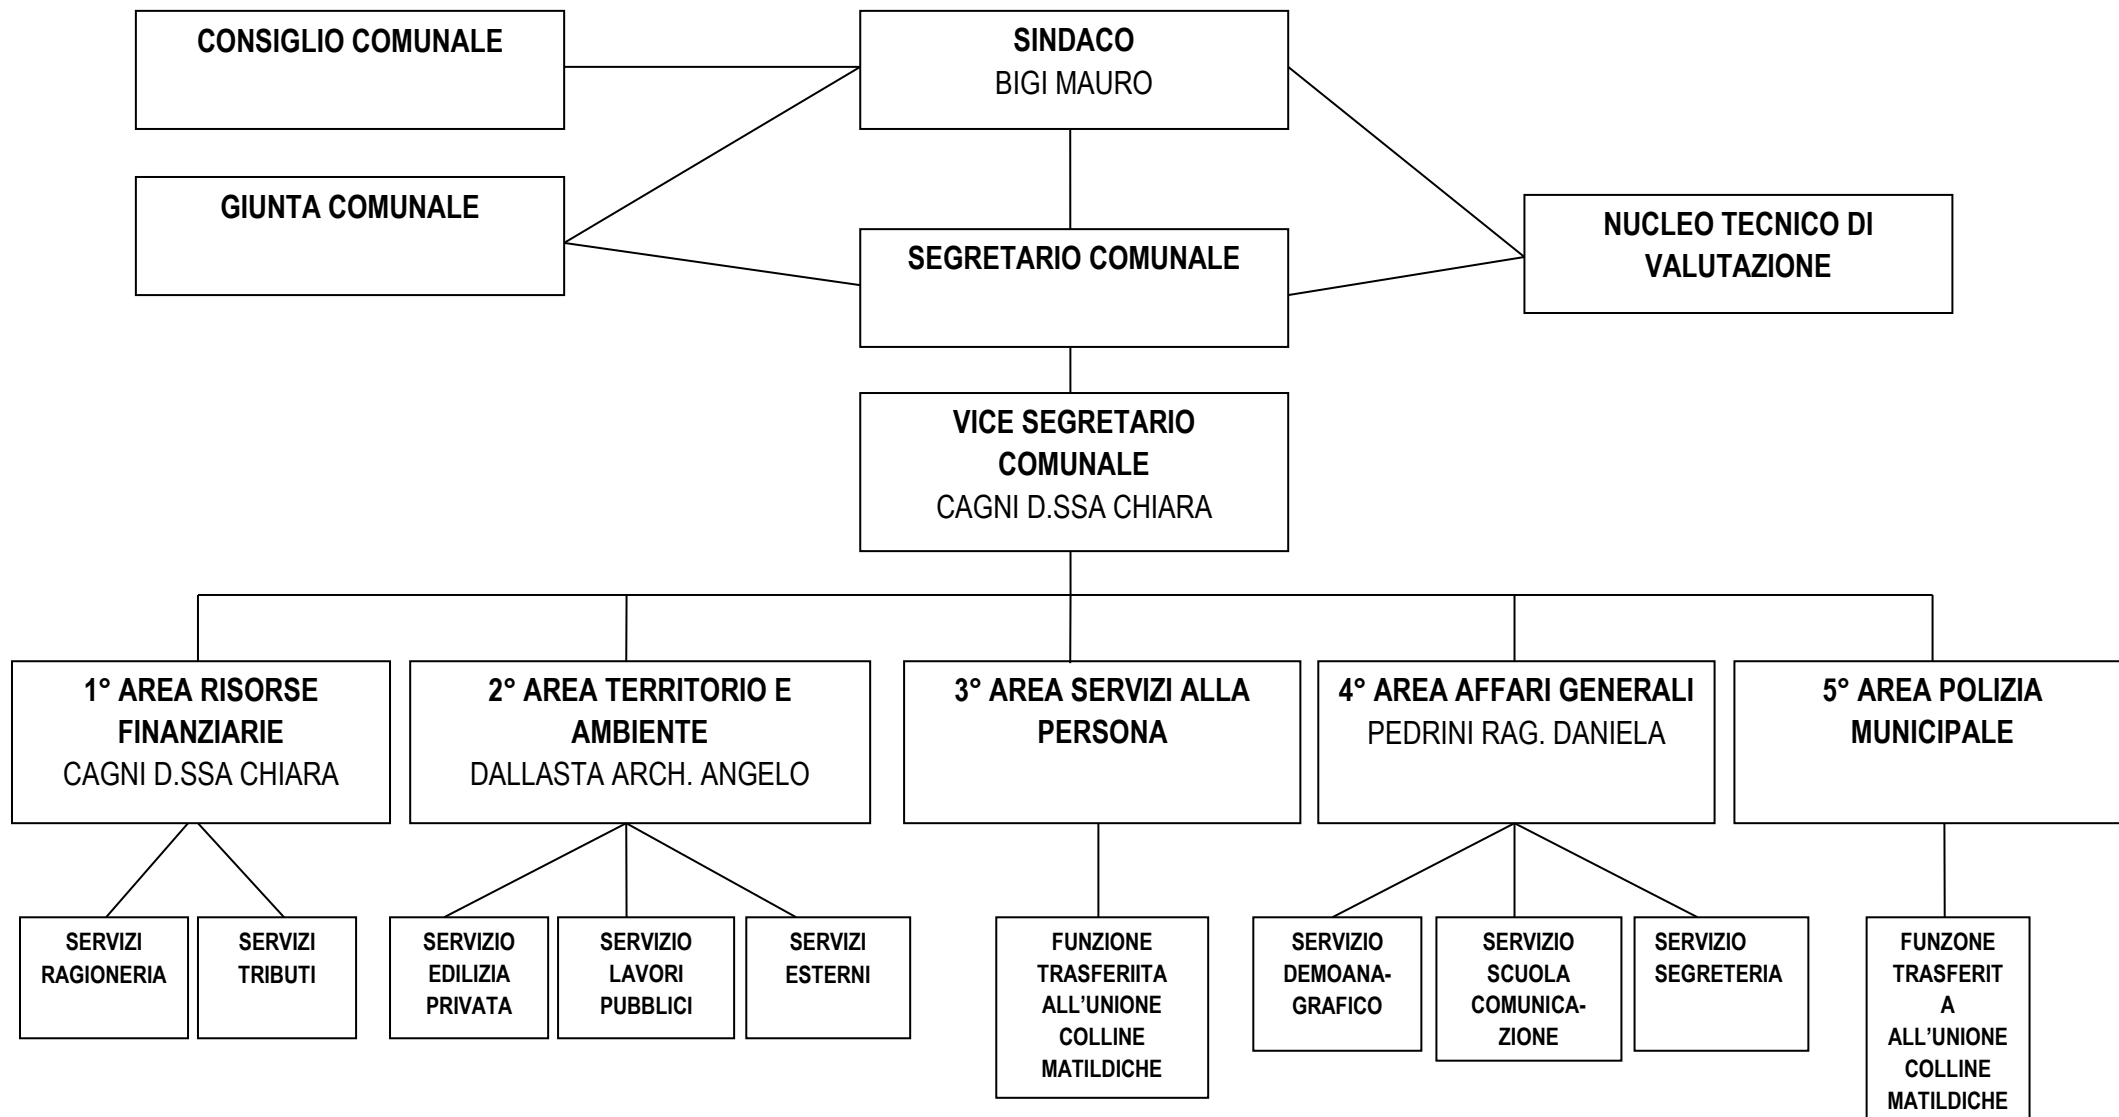 CONSIGLIO COMUNALE
SINDACO
BIGI MAURO
GIUNTA COMUNALE
SEGRETARIO COMUNALE
NUCLEO TECNICO DI
VALUTAZIONE
VICE SEGRETARIO
COMUNALE
CAGNI D.SSA CHIARA
1° AREA RISORSE
FINANZIARIE
CAGNI D.SSA CHIARA
2° AREA TERRITORIO E
AMBIENTE
DALLASTA ARCH. ANGELO
3° AREA SERVIZI ALLA
PERSONA
4° AREA AFFARI GENERALI
PEDRINI RAG. DANIELA
5° AREA POLIZIA
MUNICIPALE
SERVIZI
RAGIONERIA
SERVIZI
TRIBUTI
SERVIZIO
EDILIZIA
PRIVATA
SERVIZIO
LAVORI
PUBBLICI
SERVIZI
ESTERNI
FUNZIONE
TRASFERIITA
ALL’UNIONE
COLLINE
MATILDICHE
SERVIZIO
DEMOANA-
GRAFICO
SERVIZIO
SCUOLA
COMUNICA-
ZIONE
SERVIZIO
SEGRETERIA
FUNZONE
TRASFERIT
A
ALL’UNIONE
COLLINE
MATILDICHE